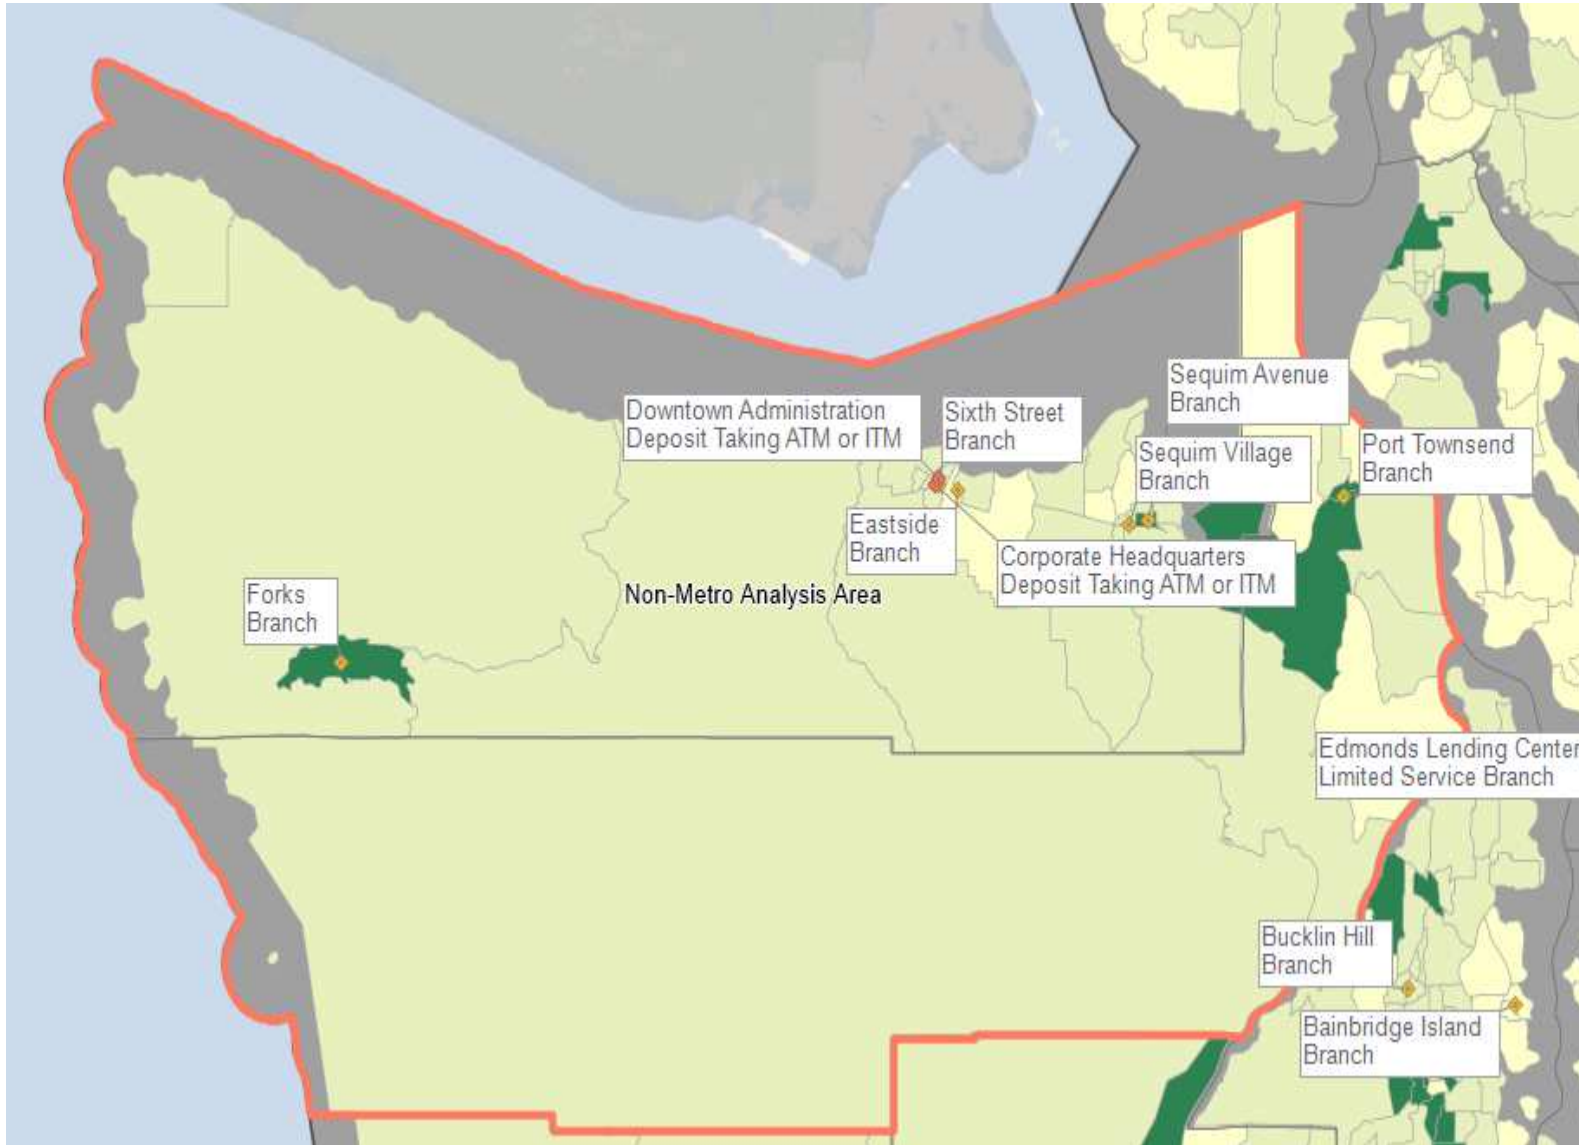 Sequim Avenue
Branch
Downtown Administration
Deposit Taking ATM or ITM
Sixth Street
Branch
Sequim Village
Branch
Port Townsend
Branch
Eastside
Branch
Corporate Headquarters
Deposit Taking ATM or ITM
Non-Metro Analysis Area
Forks
Branch
Edmonds Lending Center
Limited Service Branch
Bucklin Hill
Branch
Bainbridge Island
Branch